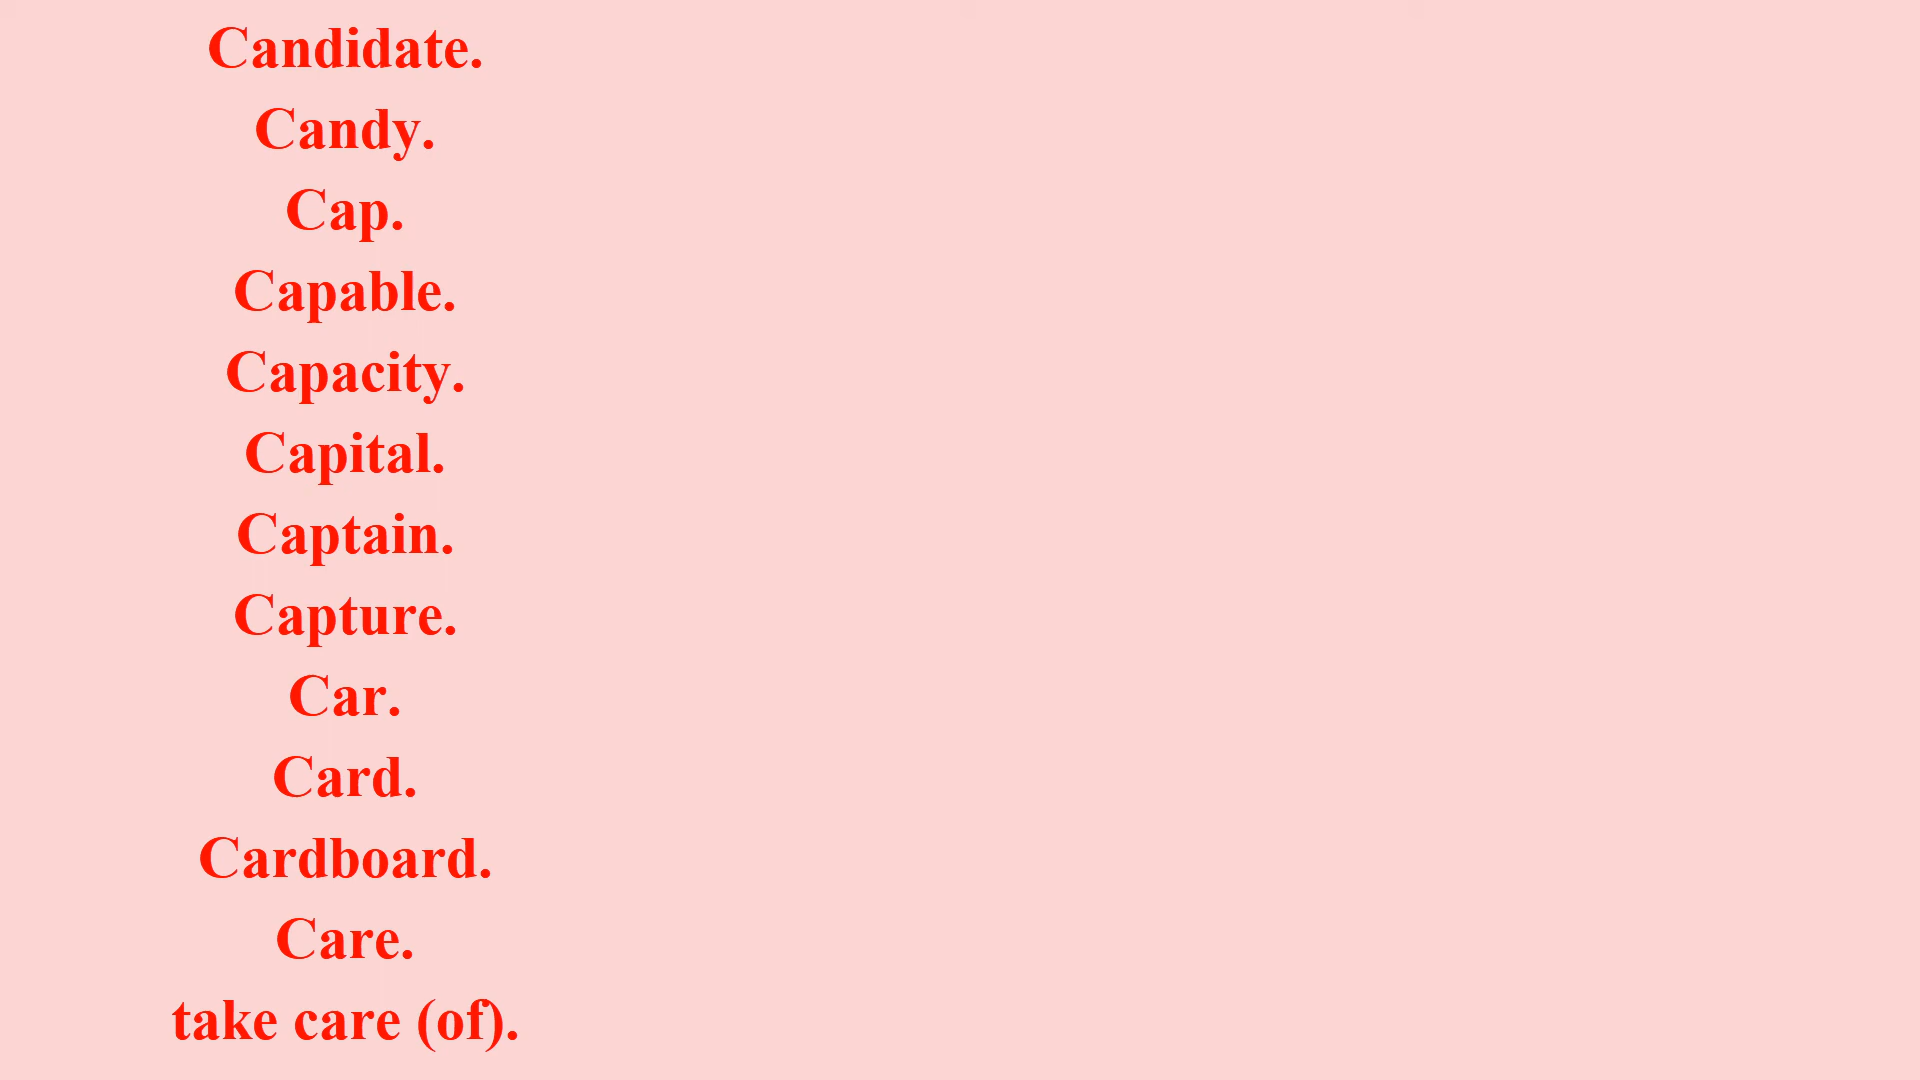 Candidate.
Candy.
Cap.
Capable.
Capacity.
Capital.
Captain.
Capture.
Car.
Card.
Cardboard.
Care.
take care (of).